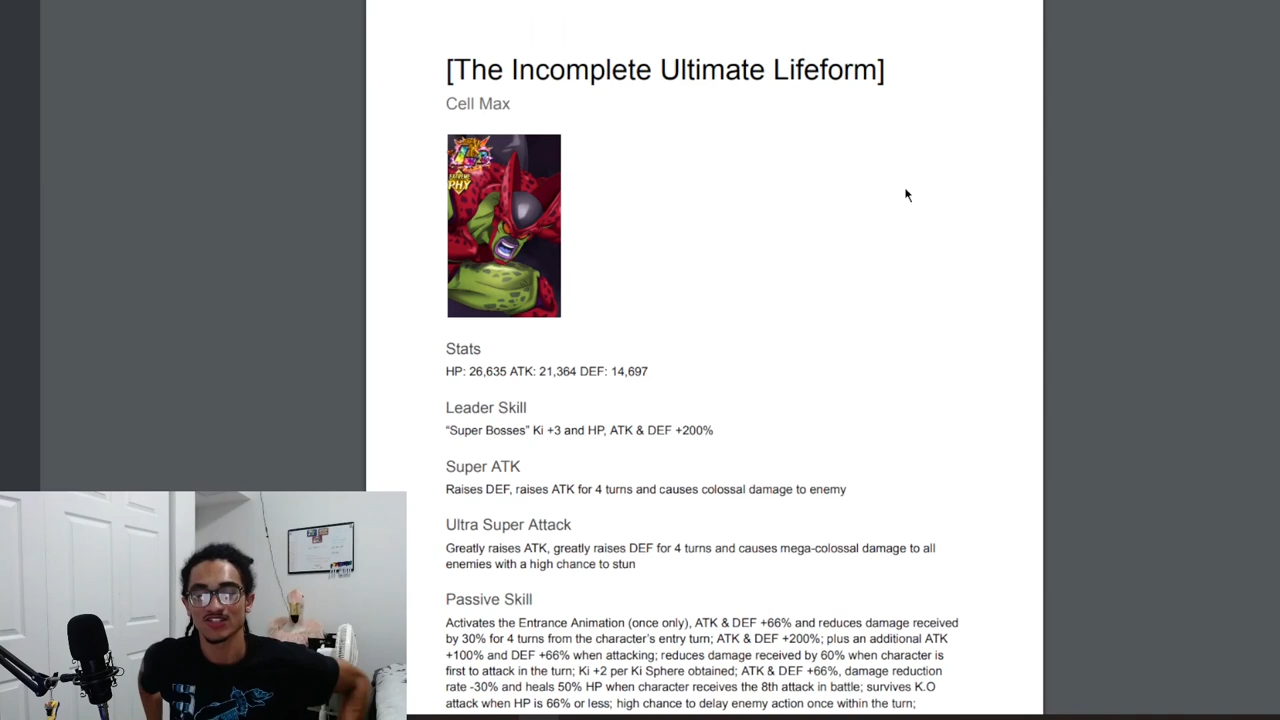 [The Incomplete Ultimate Lifeform]
Cell Max
EXTREME
PHY
Stats
HP: 26,635 ATK: 21,364 DEF: 14,697
Leader Skill
“Super Bosses” Ki +3 and HP, ATK & DEF +200%
Super ATK
Raises DEF, raises ATK for 4 turns and causes colossal damage to enemy
Ultra Super Attack
Greatly raises ATK, greatly raises DEF for 4 turns and causes mega-colossal damage to all
enemies with a high chance to stun
Passive Skill
Activates the Entrance Animation (once only), ATK & DEF +66% and reduces damage received
by 30% for 4 turns from the character’s entry turn; ATK & DEF +200%; plus an additional ATK
+100% and DEF +66% when attacking; reduces damage received by 60% when character is
first to attack in the turn; Ki +2 per Ki Sphere obtained; ATK & DEF +66%, damage reduction
rate -30% and heals 50% HP when character receives the 8th attack in battle; survives K.O
attack when HP is 66% or less; high chance to delay enemy action once within the turn;